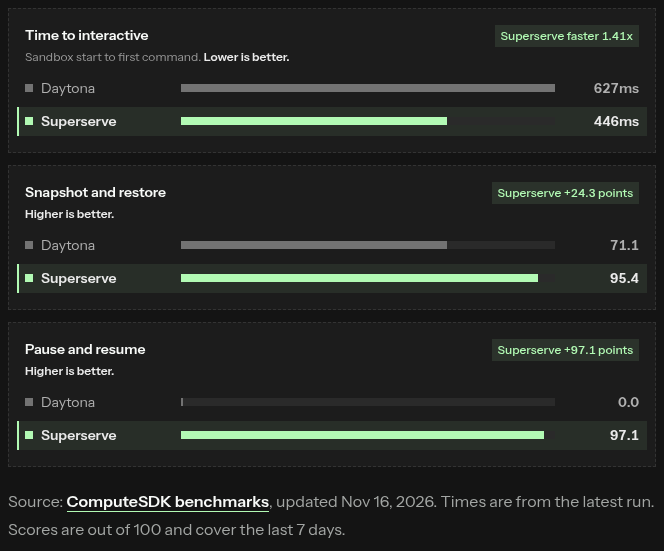 Time to interactive
Superserve faster 1.41x
Sandbox start to first command. Lower is better.
Daytona
627ms
Superserve
446ms
Snapshot and restore
Superserve +24.3 points
Higher is better.
Daytona
71.1
Superserve
95.4
Pause and resume
Superserve +97.1 points
Higher is better.
Daytona
0.0
Superserve
97.1
Source: ComputeSDK benchmarks, updated Nov 16, 2026. Times are from the latest run.
Scores are out of 100 and cover the last 7 days.